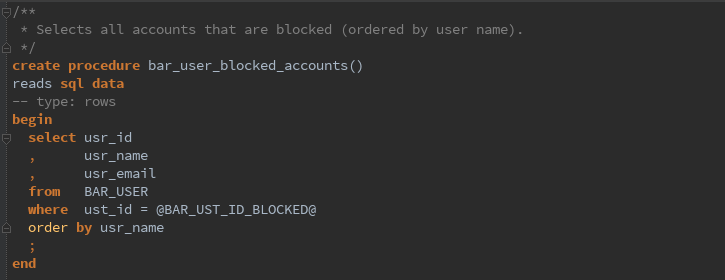 /**
 * Selects all accounts that are blocked (ordered by user name).
 */
create procedure bar_user_blocked_accounts()
reads sql data
-- type: rows
begin
  select usr_id
  ,      usr_name
  ,      usr_email
  from   BAR_USER
  where  ust_id = @BAR_UST_ID_BLOCKED@
  order by usr_name
  ;
end